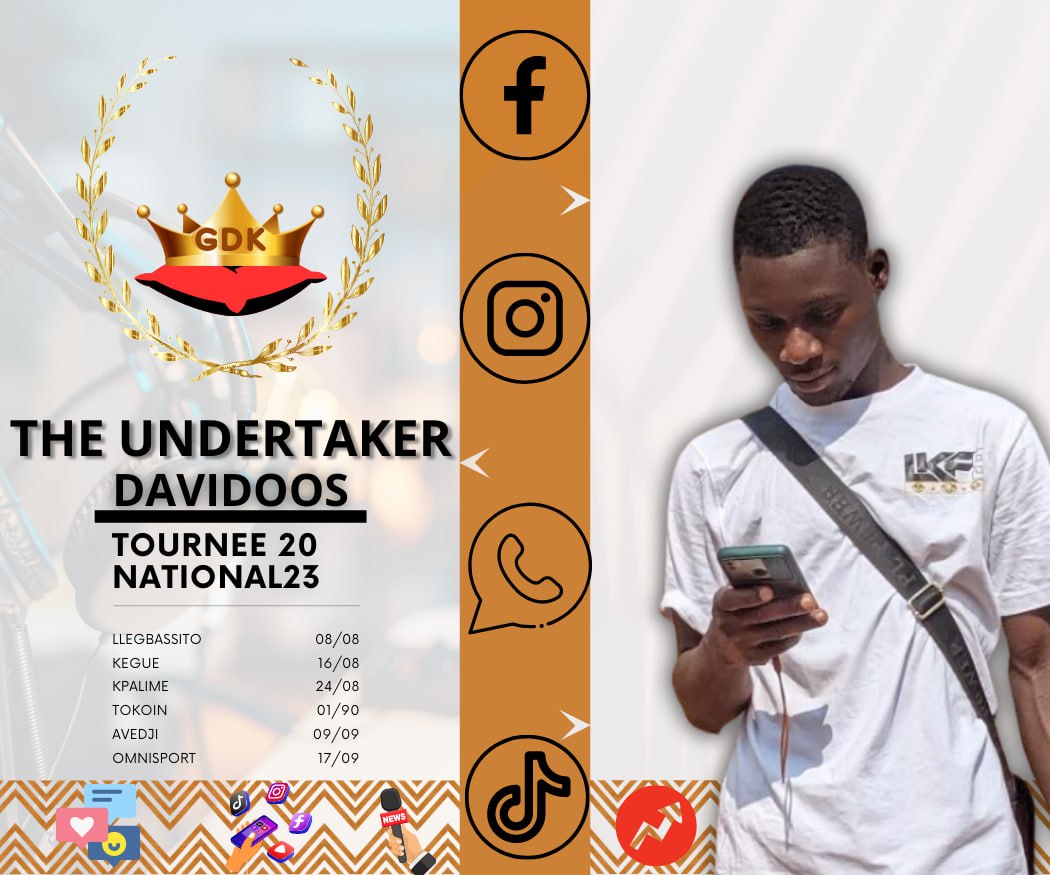 GDK
THE UNDERTAKER
DAVIDOOS
TOURNEE 20
NATIONAL23
LLEGBASSITO 08/08
KEGUE 16/08
KPALIME 24/08
TOKOIN 01/90
AVEDJI 09/09
OMNISPORT 17/09
NEWS
LKF